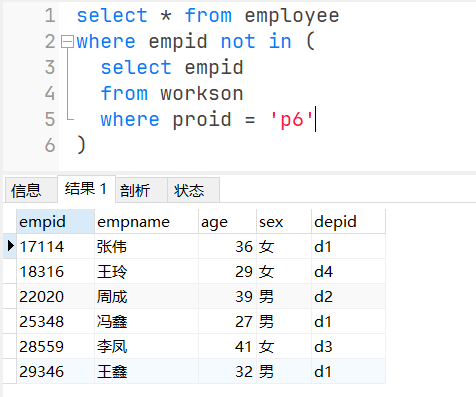 1 select * from employee
2 where empid not in (
3 select empid
4 from workson
5 where proid = 'p6'
6 )
信息 结果 1 剖析 状态
empid empname age sex depid
17114 张伟 36 女 d1
18316 王玲 29 女 d4
22020 周成 39 男 d2
25348 冯鑫 27 男 d1
28559 李凤 41 女 d3
29346 王鑫 32 男 d1